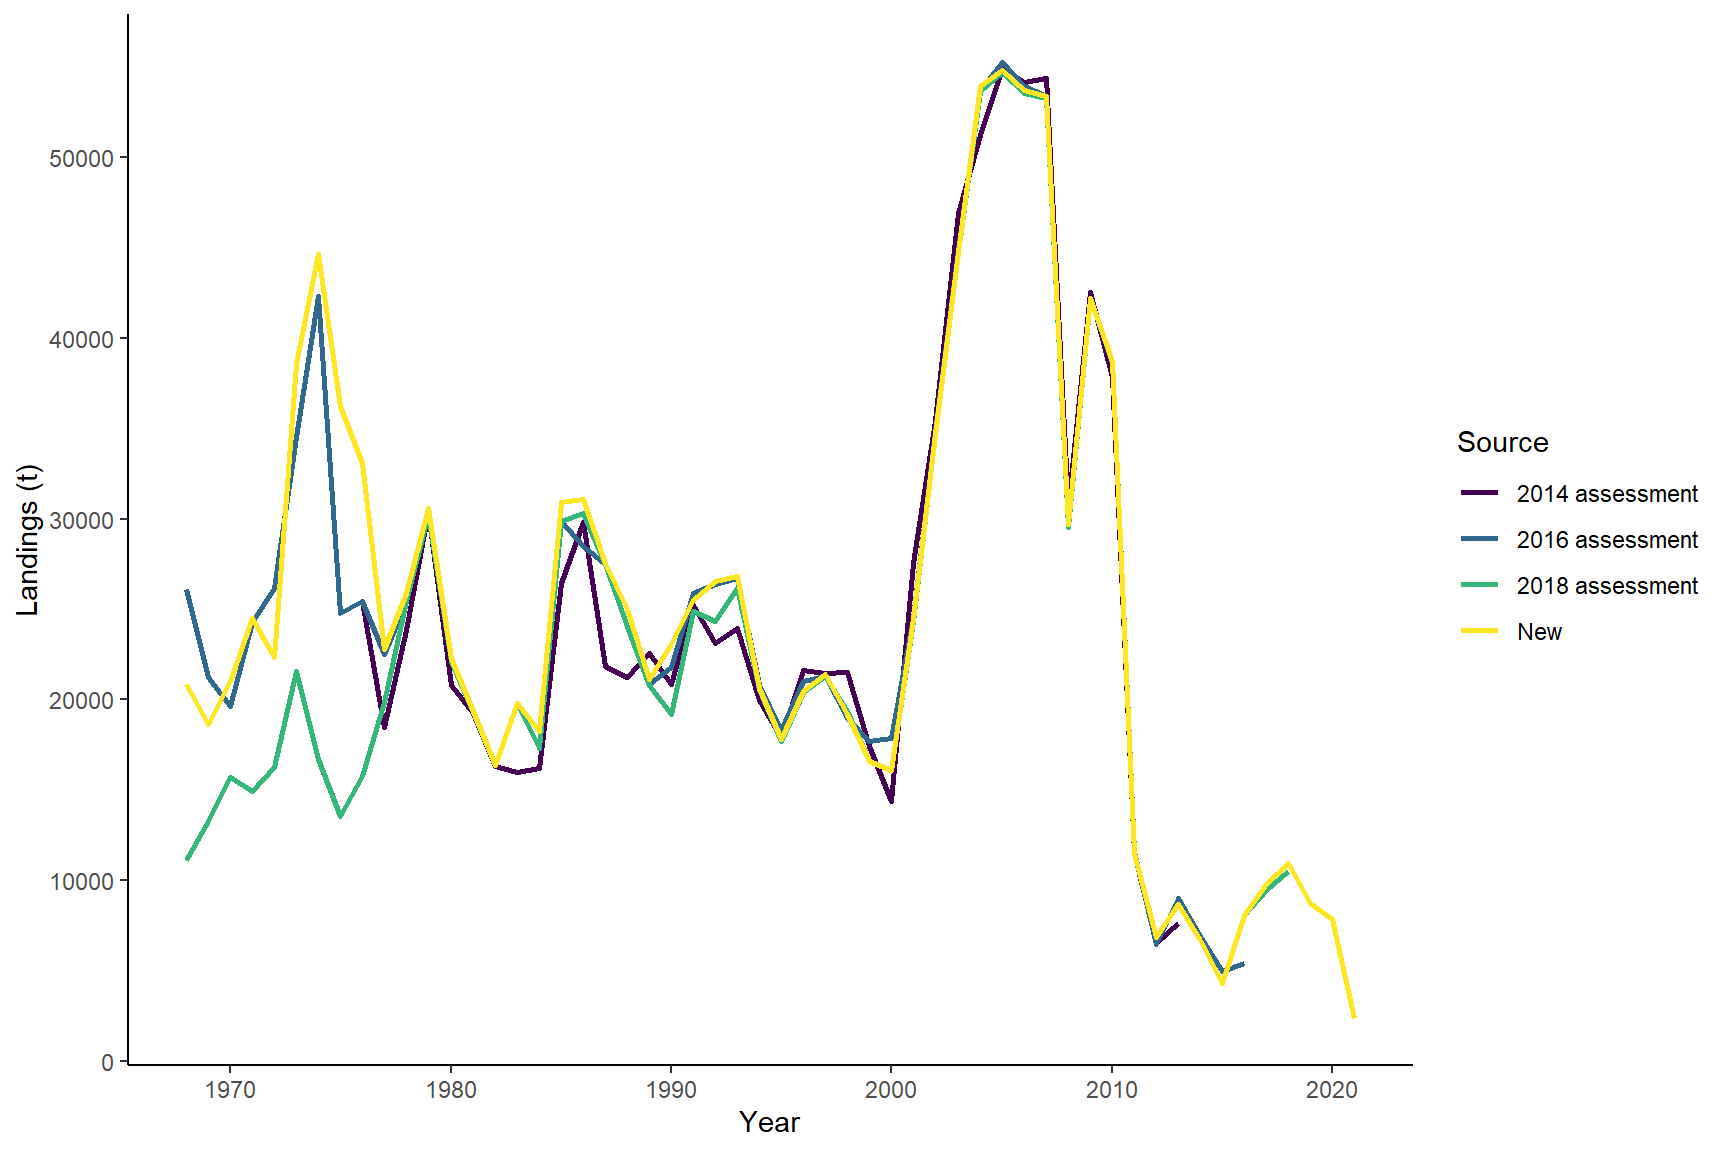 Landings (t)
50000
40000
30000
20000
10000
0
1970 1980 1990 2000 2010 2020
Year
Source
2014 assessment
2016 assessment
2018 assessment
New